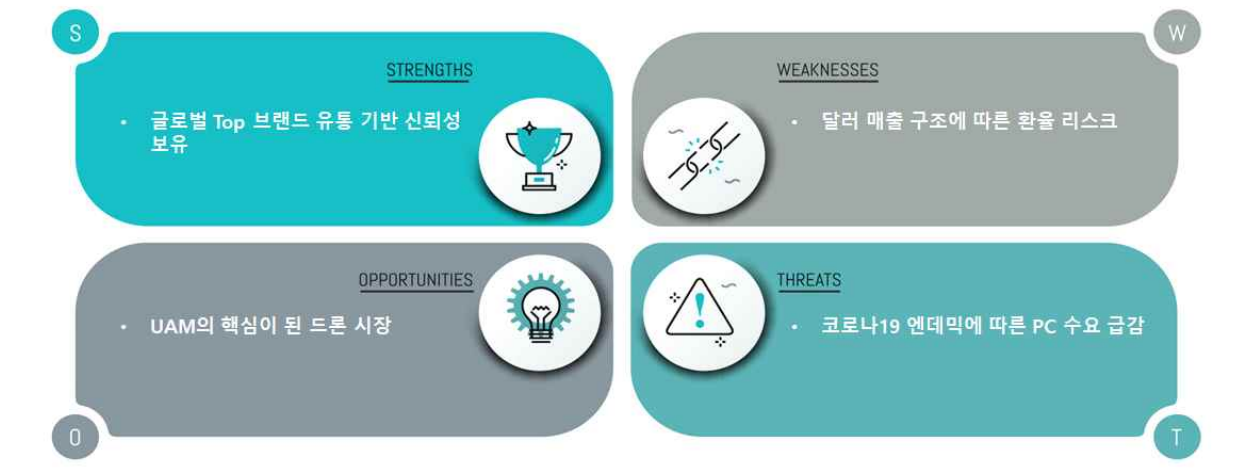 S
STRENGTHS
• 글로벌 Top 브랜드 유통 기반 신뢰성
보유
W
WEAKNESSES
• 달러 매출 구조에 따른 환율 리스크
O
OPPORTUNITIES
• UAM의 핵심이 된 드론 시장
T
THREATS
• 코로나19 엔데믹에 따른 PC 수요 급감